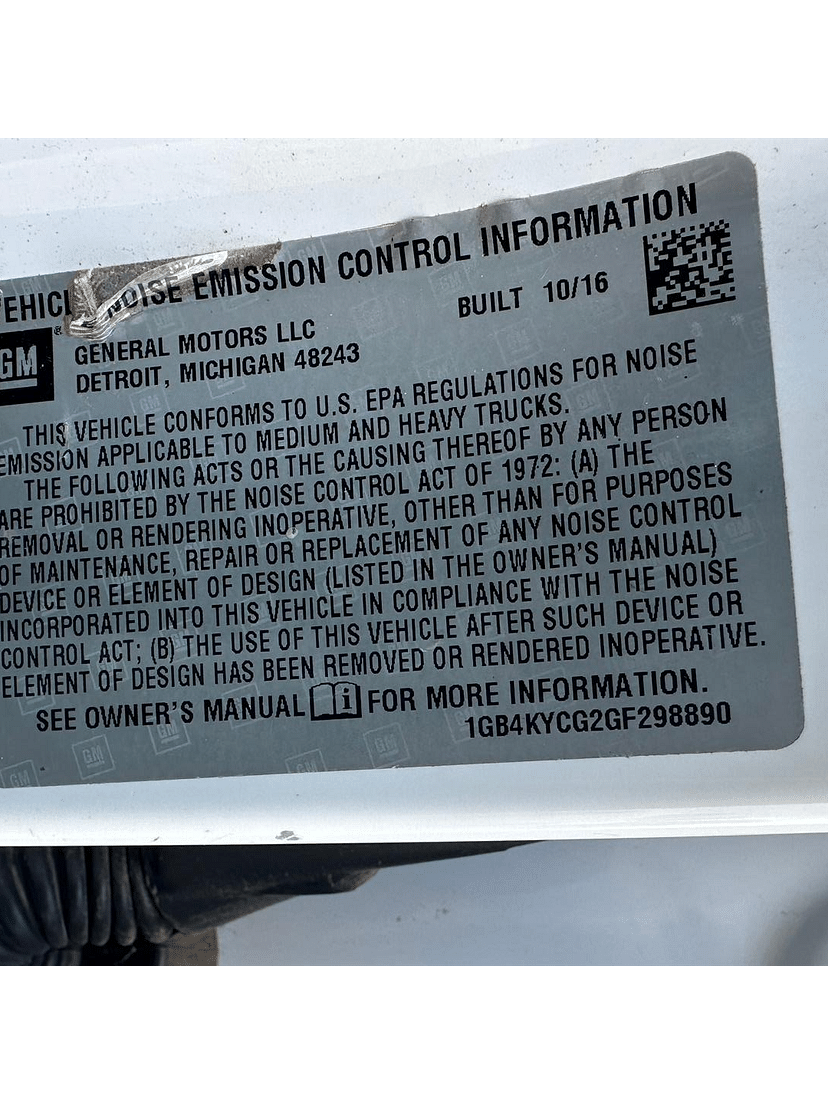 VEHICLE NOISE EMISSION CONTROL INFORMATION
GM ®
GENERAL MOTORS LLC
DETROIT, MICHIGAN 48243
BUILT 10/16
THIS VEHICLE CONFORMS TO U.S. EPA REGULATIONS FOR NOISE
EMISSION APPLICABLE TO MEDIUM AND HEAVY TRUCKS.
THE FOLLOWING ACTS OR THE CAUSING THEREOF BY ANY PERSON
ARE PROHIBITED BY THE NOISE CONTROL ACT OF 1972: (A) THE
REMOVAL OR RENDERING INOPERATIVE, OTHER THAN FOR PURPOSES
OF MAINTENANCE, REPAIR OR REPLACEMENT OF ANY NOISE CONTROL
DEVICE OR ELEMENT OF DESIGN (LISTED IN THE OWNER'S MANUAL)
INCORPORATED INTO THIS VEHICLE IN COMPLIANCE WITH THE NOISE
CONTROL ACT; (B) THE USE OF THIS VEHICLE AFTER SUCH DEVICE OR
ELEMENT OF DESIGN HAS BEEN REMOVED OR RENDERED INOPERATIVE.
SEE OWNER'S MANUAL i FOR MORE INFORMATION.
1GB4KYCG2GF298890